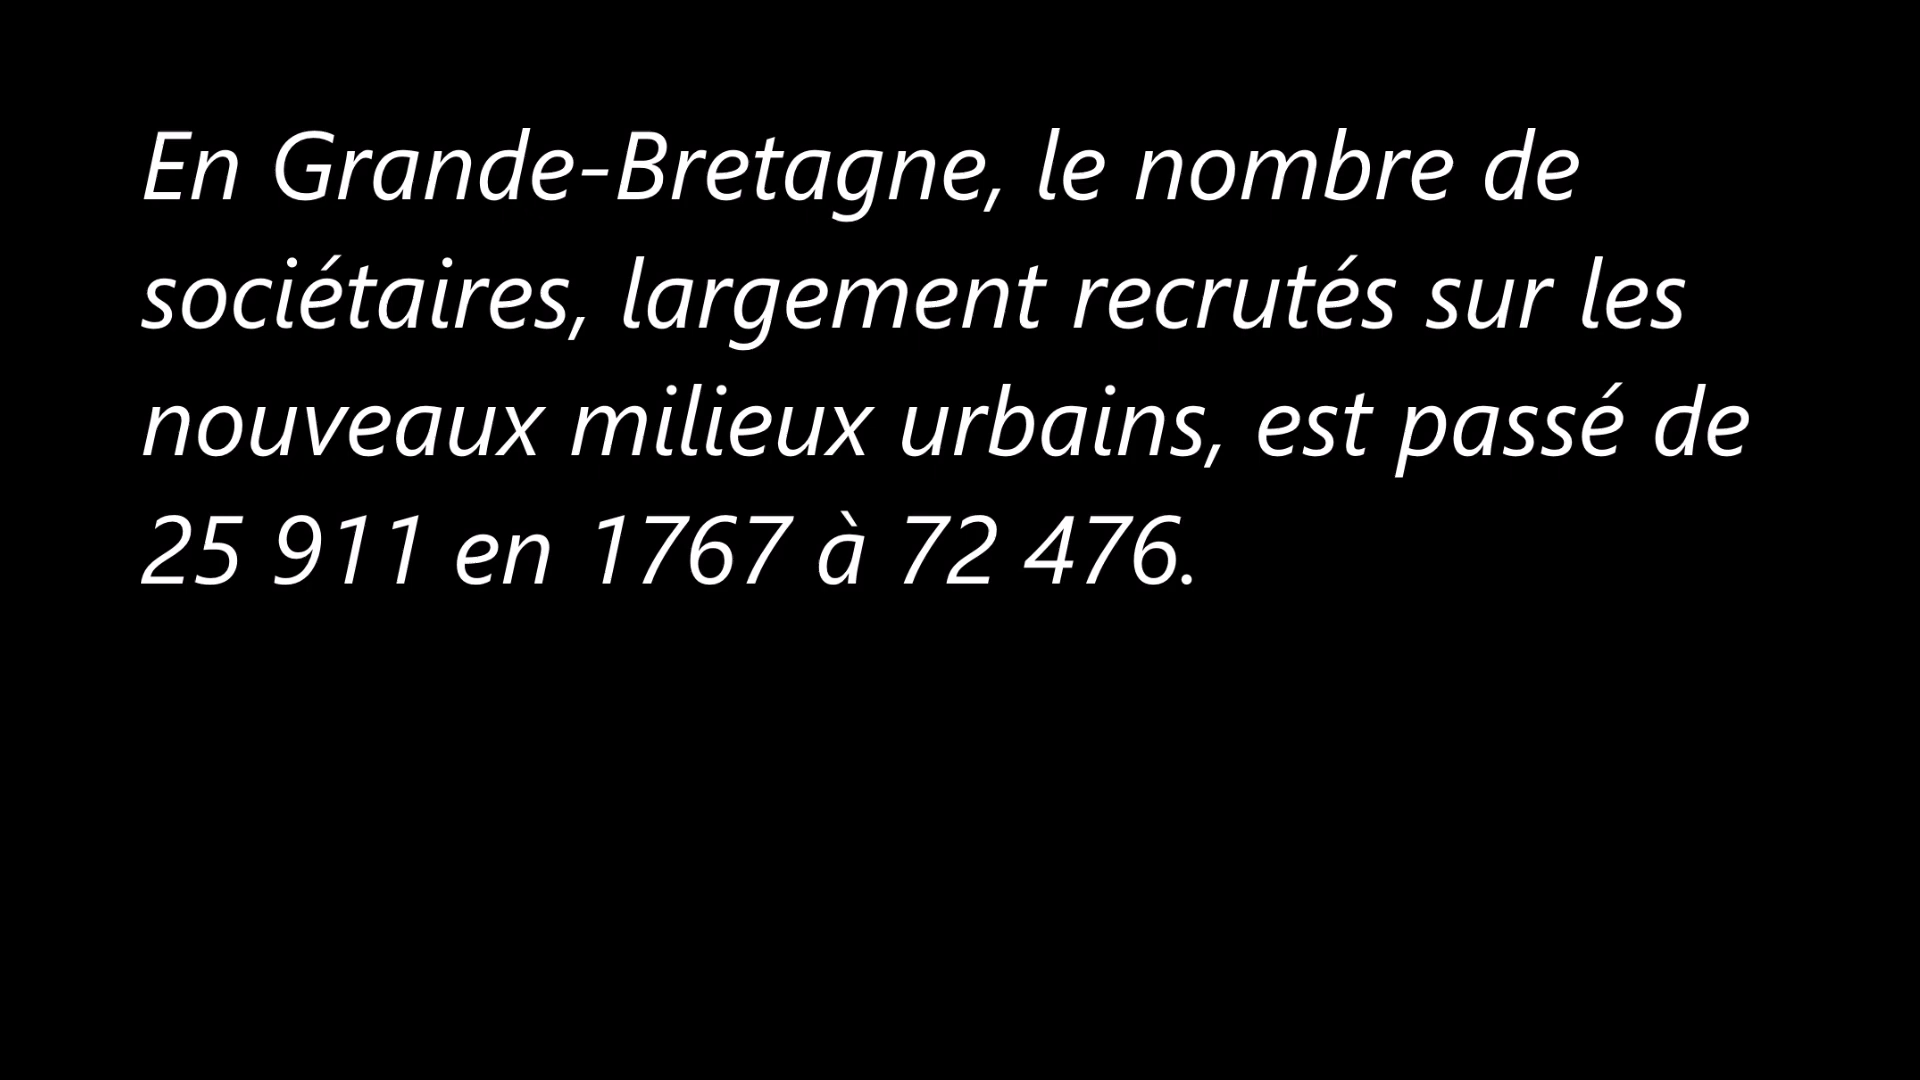 En Grande-Bretagne, le nombre de
sociétaires, largement recrutés sur les
nouveaux milieux urbains, est passé de
25 911 en 1767 à 72 476.